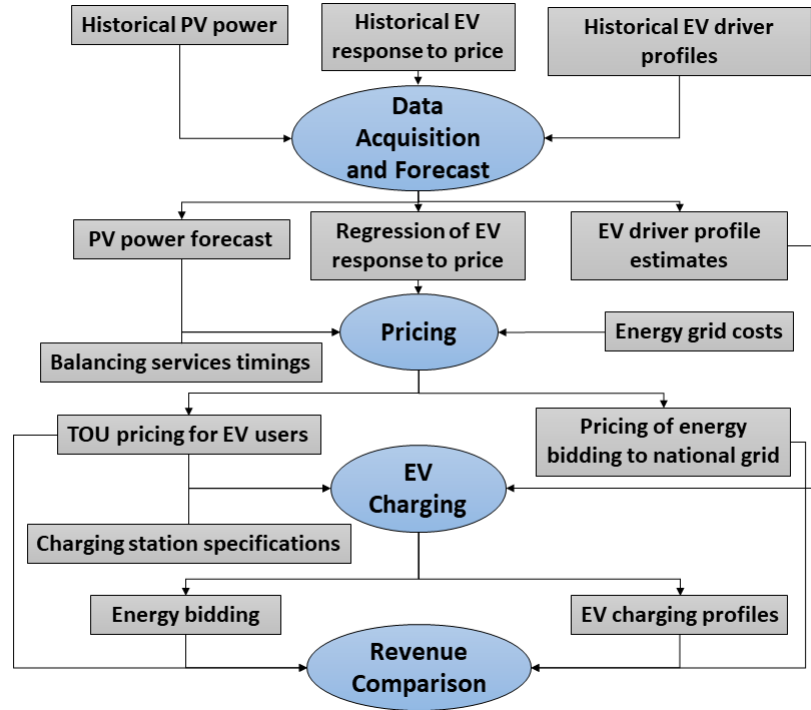 Historical PV power
Historical EV
response to price
Historical EV driver
profiles
Data
Acquisition
and Forecast
PV power forecast
Regression of EV
response to price
EV driver profile
estimates
Pricing
Energy grid costs
Balancing services timings
TOU pricing for EV users
Pricing of energy
bidding to national grid
EV
Charging
Charging station specifications
Energy bidding
EV charging profiles
Revenue
Comparison